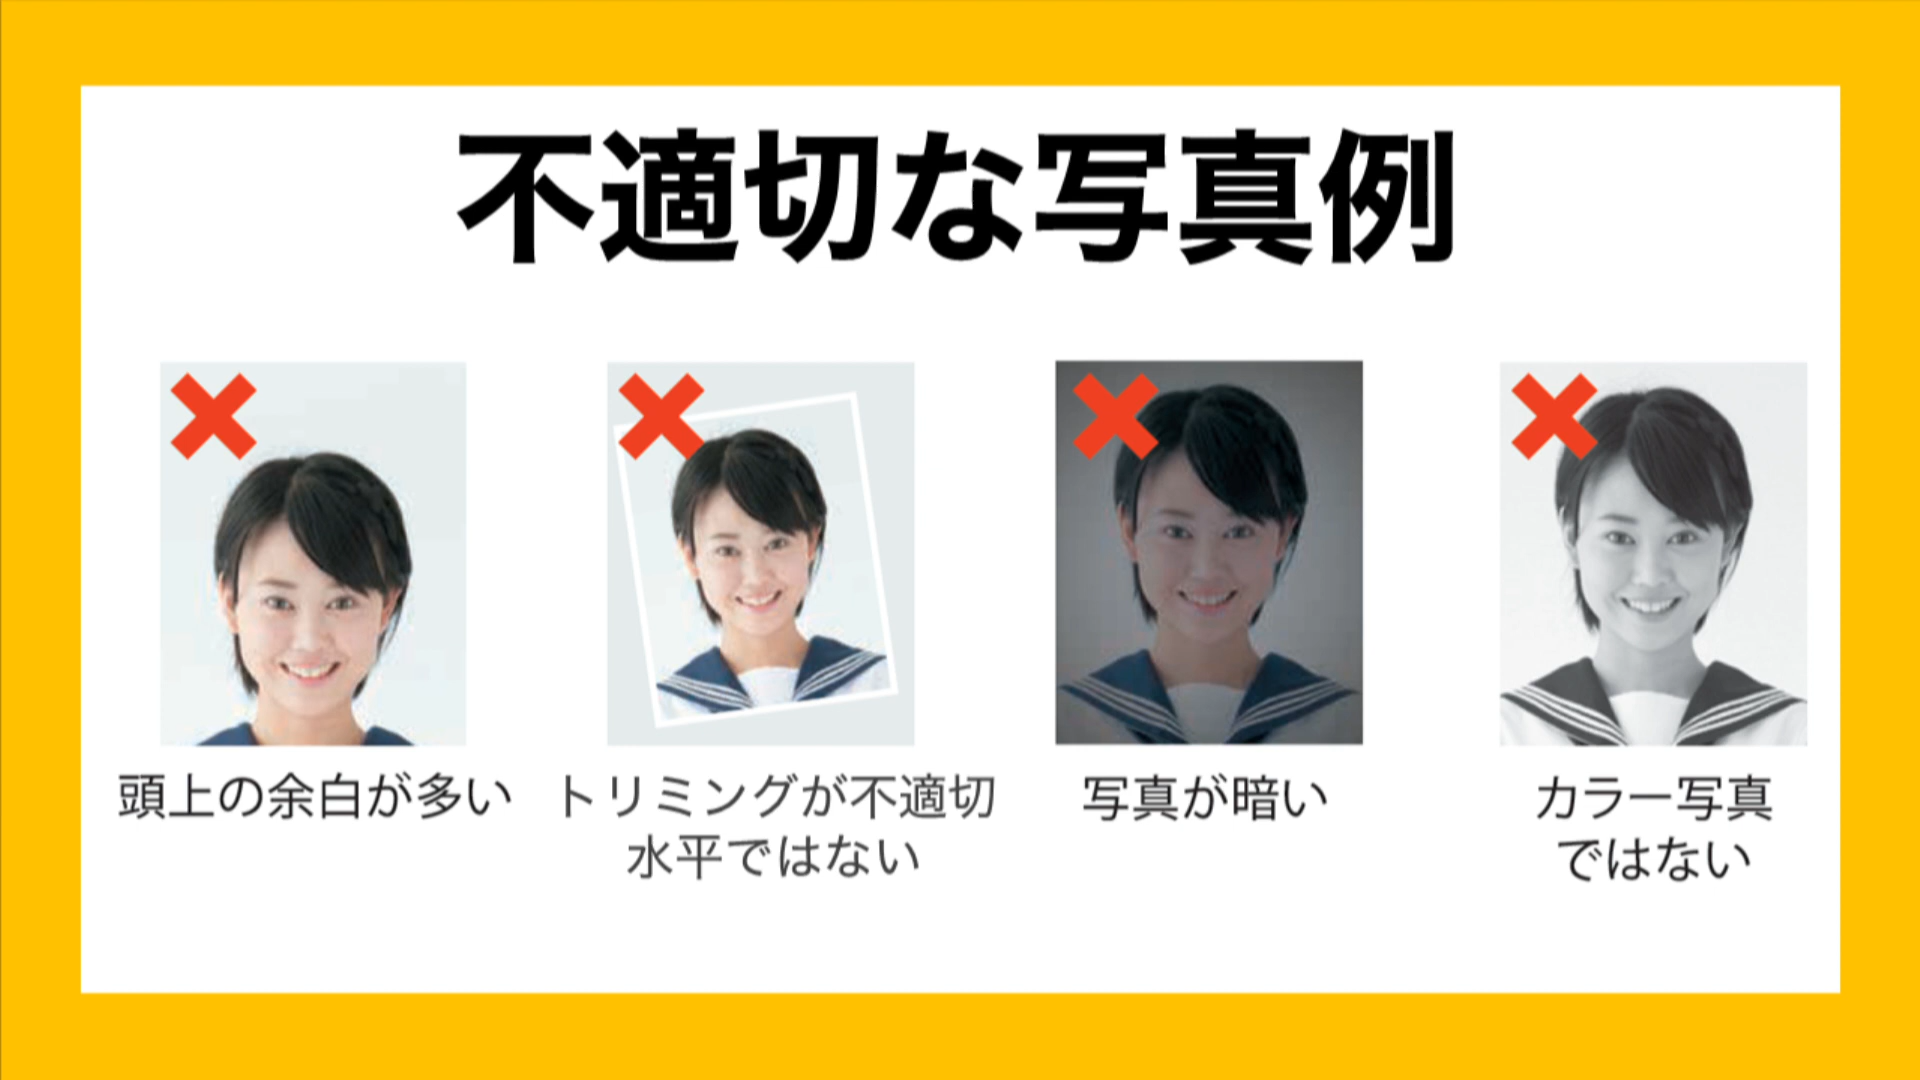 不適切な写真例
頭上の余白が多い
トリミングが不適切
水平ではない
写真が暗い
カラー写真
ではない